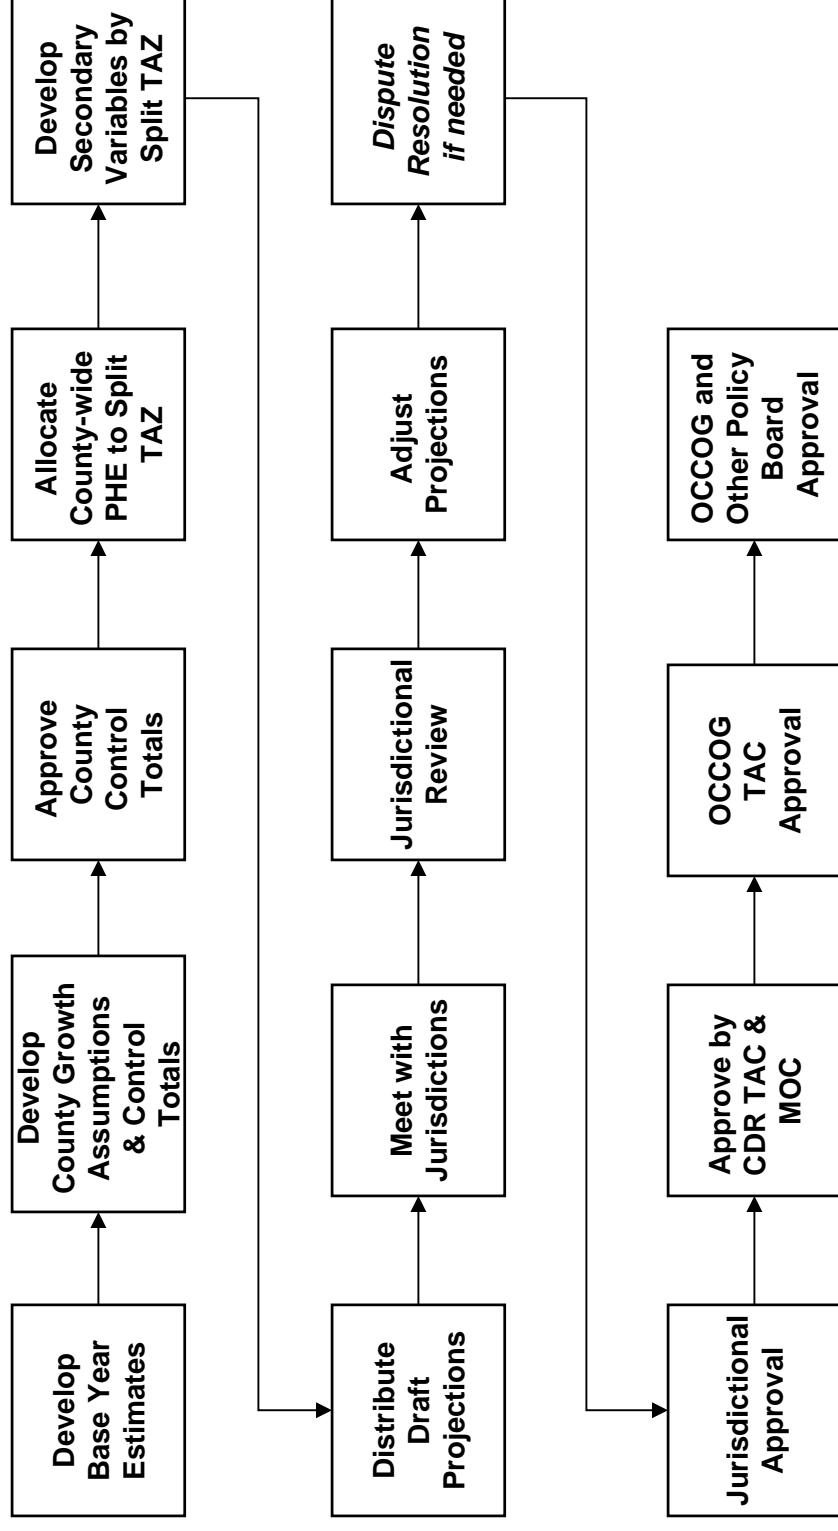 Develop
Base Year
Estimates
Develop
County Growth
Assumptions
& Control
Totals
Approve
County
Control
Totals
Allocate
County-wide
PHE to Split
TAZ
Develop
Secondary
Variables by
Split TAZ
Distribute
Draft
Projections
Meet with
Jurisdictions
Jurisdictional
Review
Adjust
Projections
Dispute
Resolution
if needed
Jurisdictional
Approval
Approve by
CDR TAC &
MOC
OCCOG
TAC
Approval
OCCOG and
Other Policy
Board
Approval